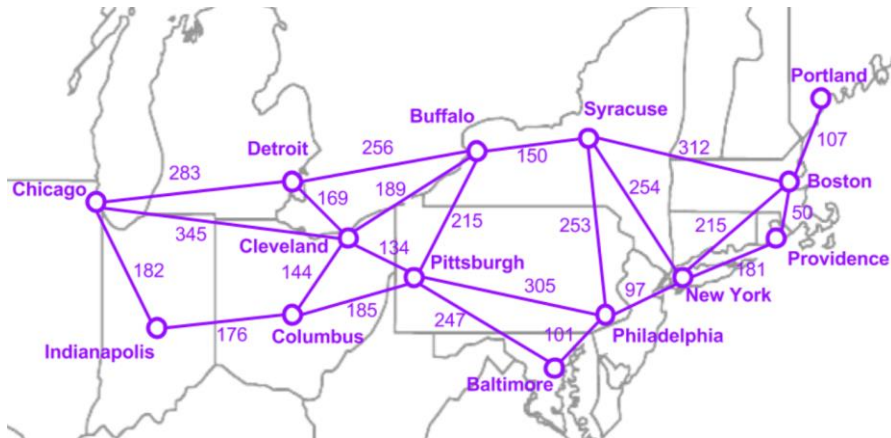 Portland
Syracuse
Buffalo
107
Detroit
256
150
312
283
Chicago
169
189
254
Boston
345
215
253
215
50
Cleveland
134
Providence
182
144
Pittsburgh
181
305
97
New York
185
247
176
Columbus
101
Philadelphia
Indianapolis
Baltimore